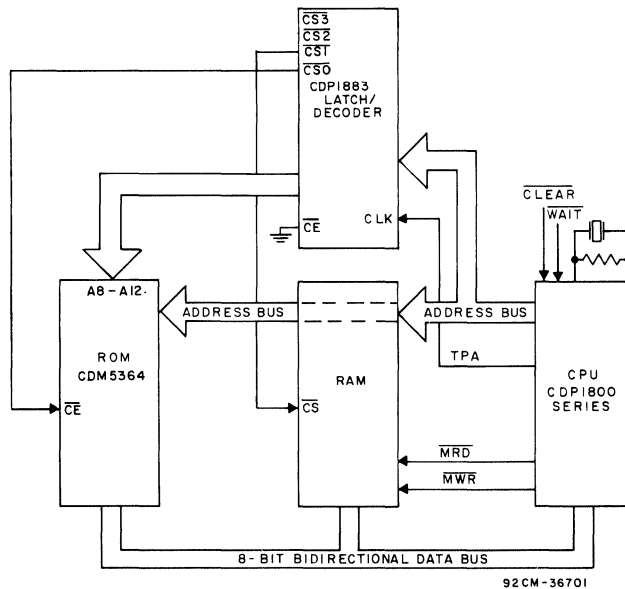 CS3
CS2
CS1
CS0
CDP1883
LATCH/
DECODER
CLEAR
WAIT
CE
CLK
A8-A12.
ADDRESS BUS
ADDRESS BUS
ROM
CDM5364
RAM
TPA
CPU
CDP1800
SERIES
CE
CS
MRD
MWR
8-BIT BIDIRECTIONAL DATA BUS
92CM-36701